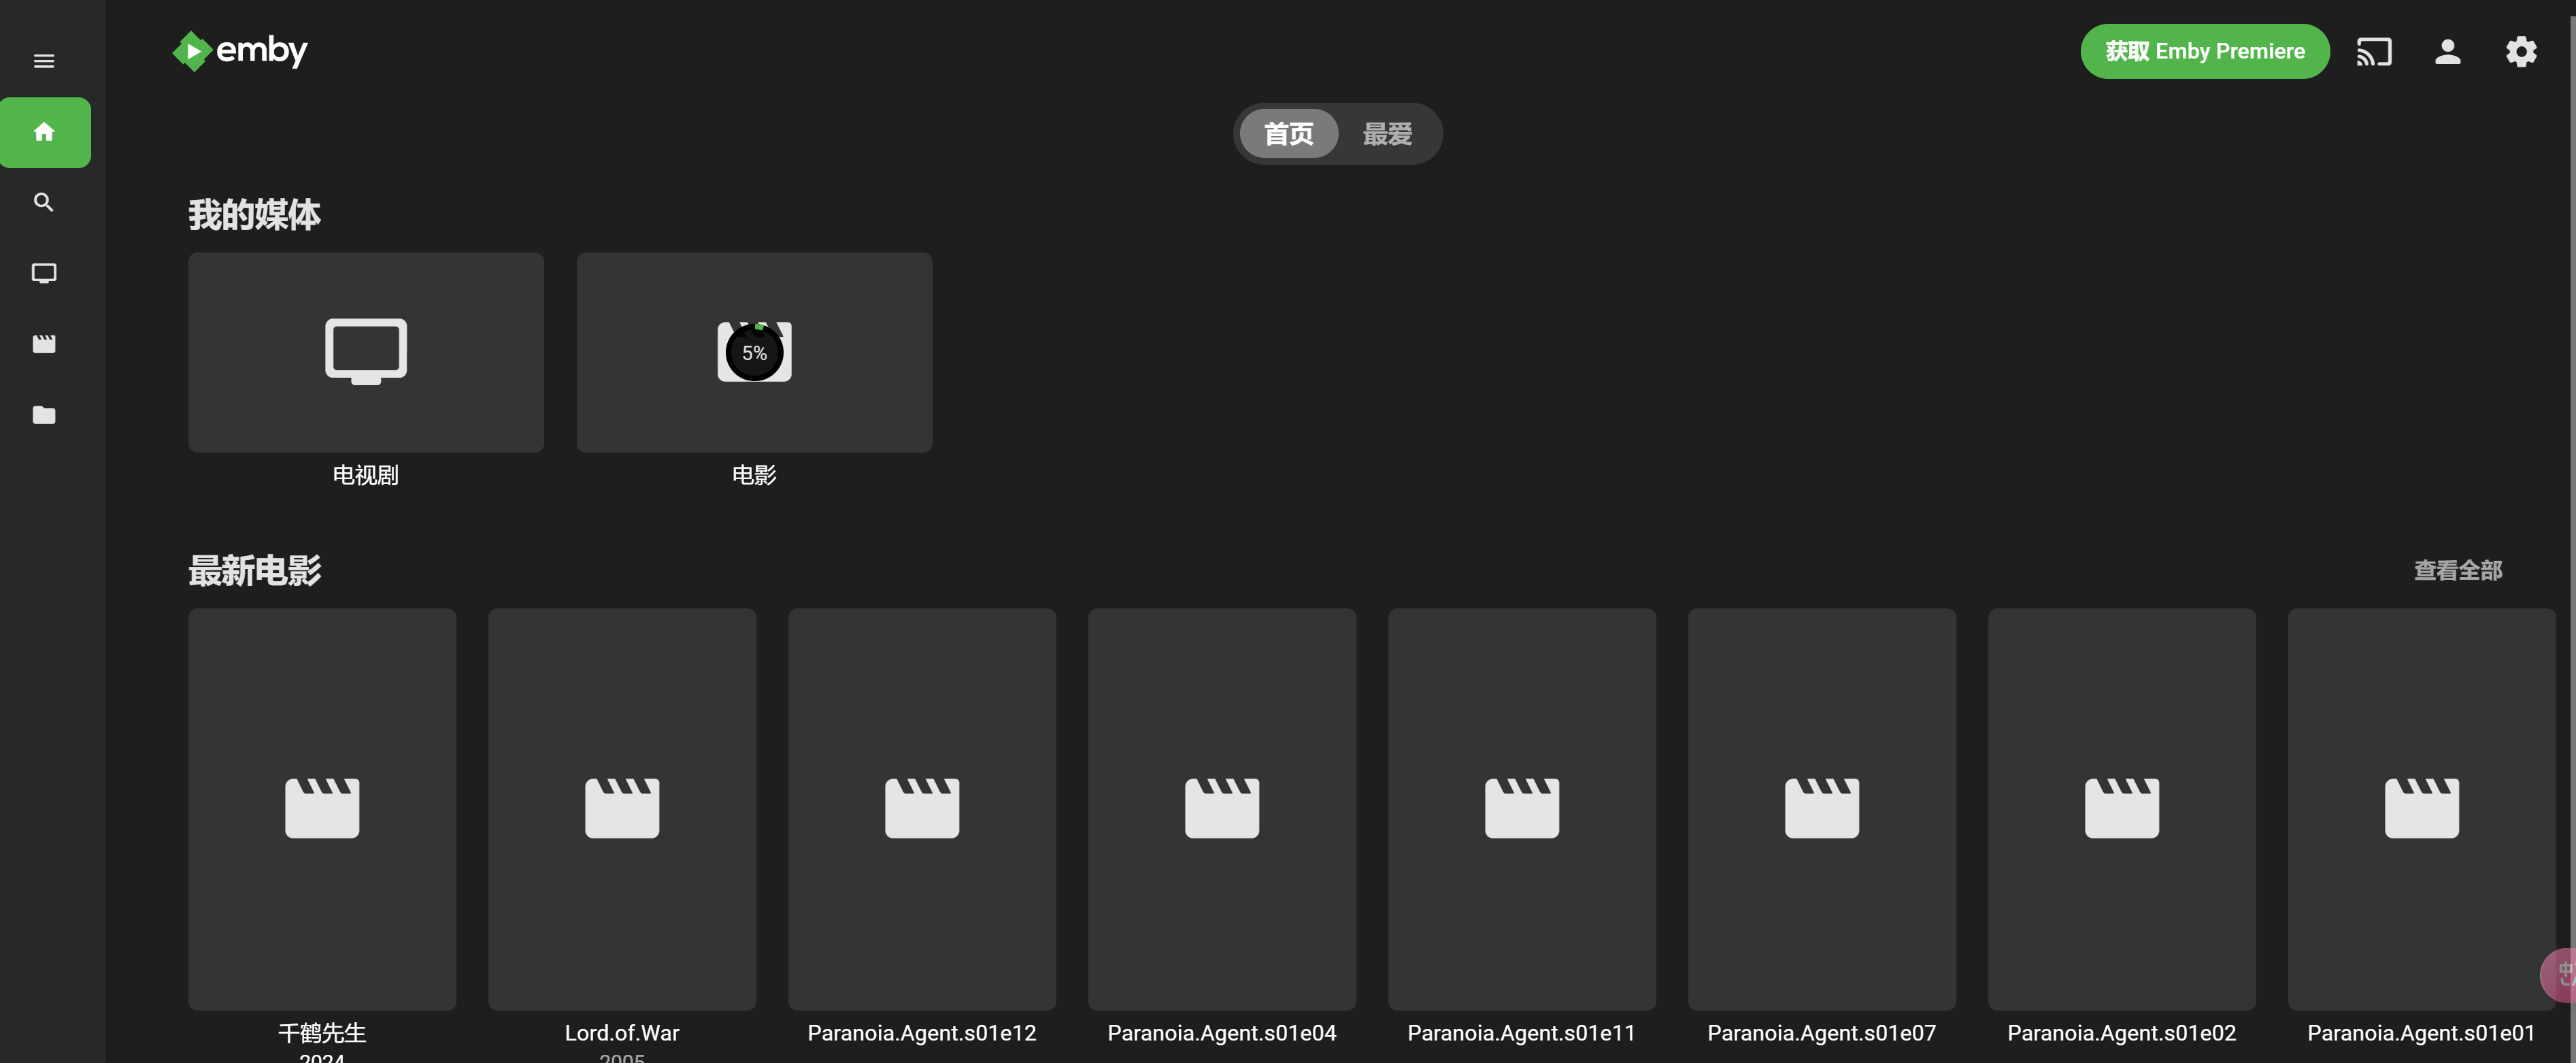 emby
获取 Emby Premiere
首页 最爱
我的媒体
5%
电视剧 电影
最新电影 查看全部
千鹤先生 Lord.of.War Paranoia.Agent.s01e12 Paranoia.Agent.s01e04 Paranoia.Agent.s01e11 Paranoia.Agent.s01e07 Paranoia.Agent.s01e02 Paranoia.Agent.s01e01
2024 2005